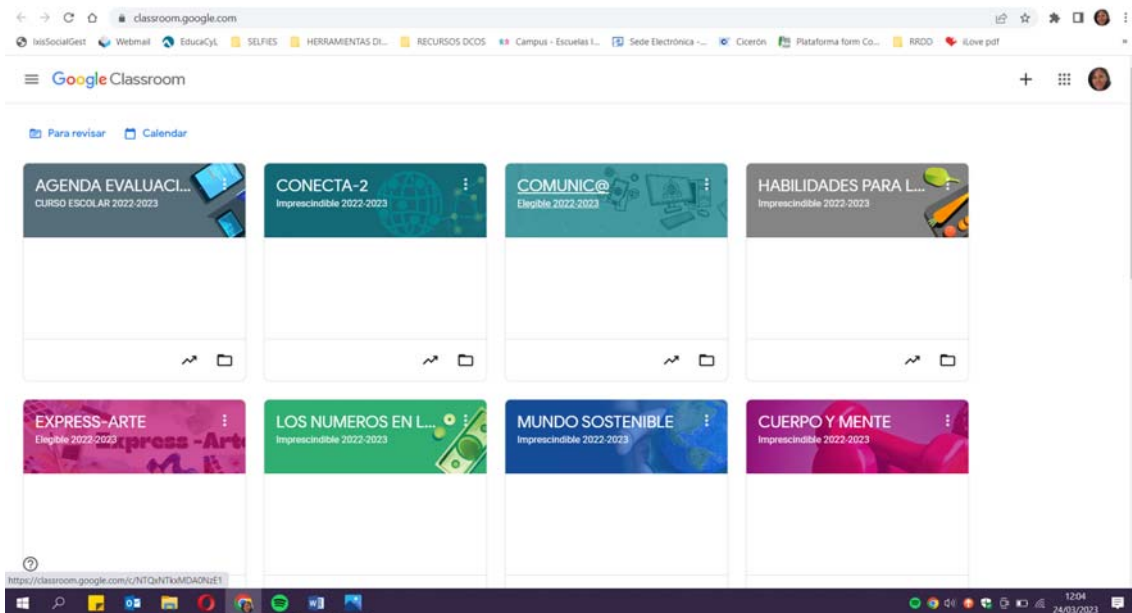 classroom.google.com
IxisSocialGest Webmail EducaCyL SELFIES HERRAMIENTAS DI... RECURSOS DCOS Campus - Escuelas I... Sede Electrónica -... Cicerón Plataforma form Co... RRDD iLove pdf »
Google Classroom
Para revisar Calendar
AGENDA EVALUACI... CONECTA-2 COMUNIC@ HABILIDADES PARA L...
CURSO ESCOLAR 2022-2023 Imprescindible 2022-2023 Elegible 2022-2023 Imprescindible 2022-2023
EXPRESS-ARTE LOS NUMEROS EN L... MUNDO SOSTENIBLE CUERPO Y MENTE
Elegible 2022-2023 Imprescindible 2022-2023 Imprescindible 2022-2023 Imprescindible 2022-2023
Express -Arte
https://classroom.google.com/c/NTQxNTkxMDA0NzE1
12:04
24/03/2023